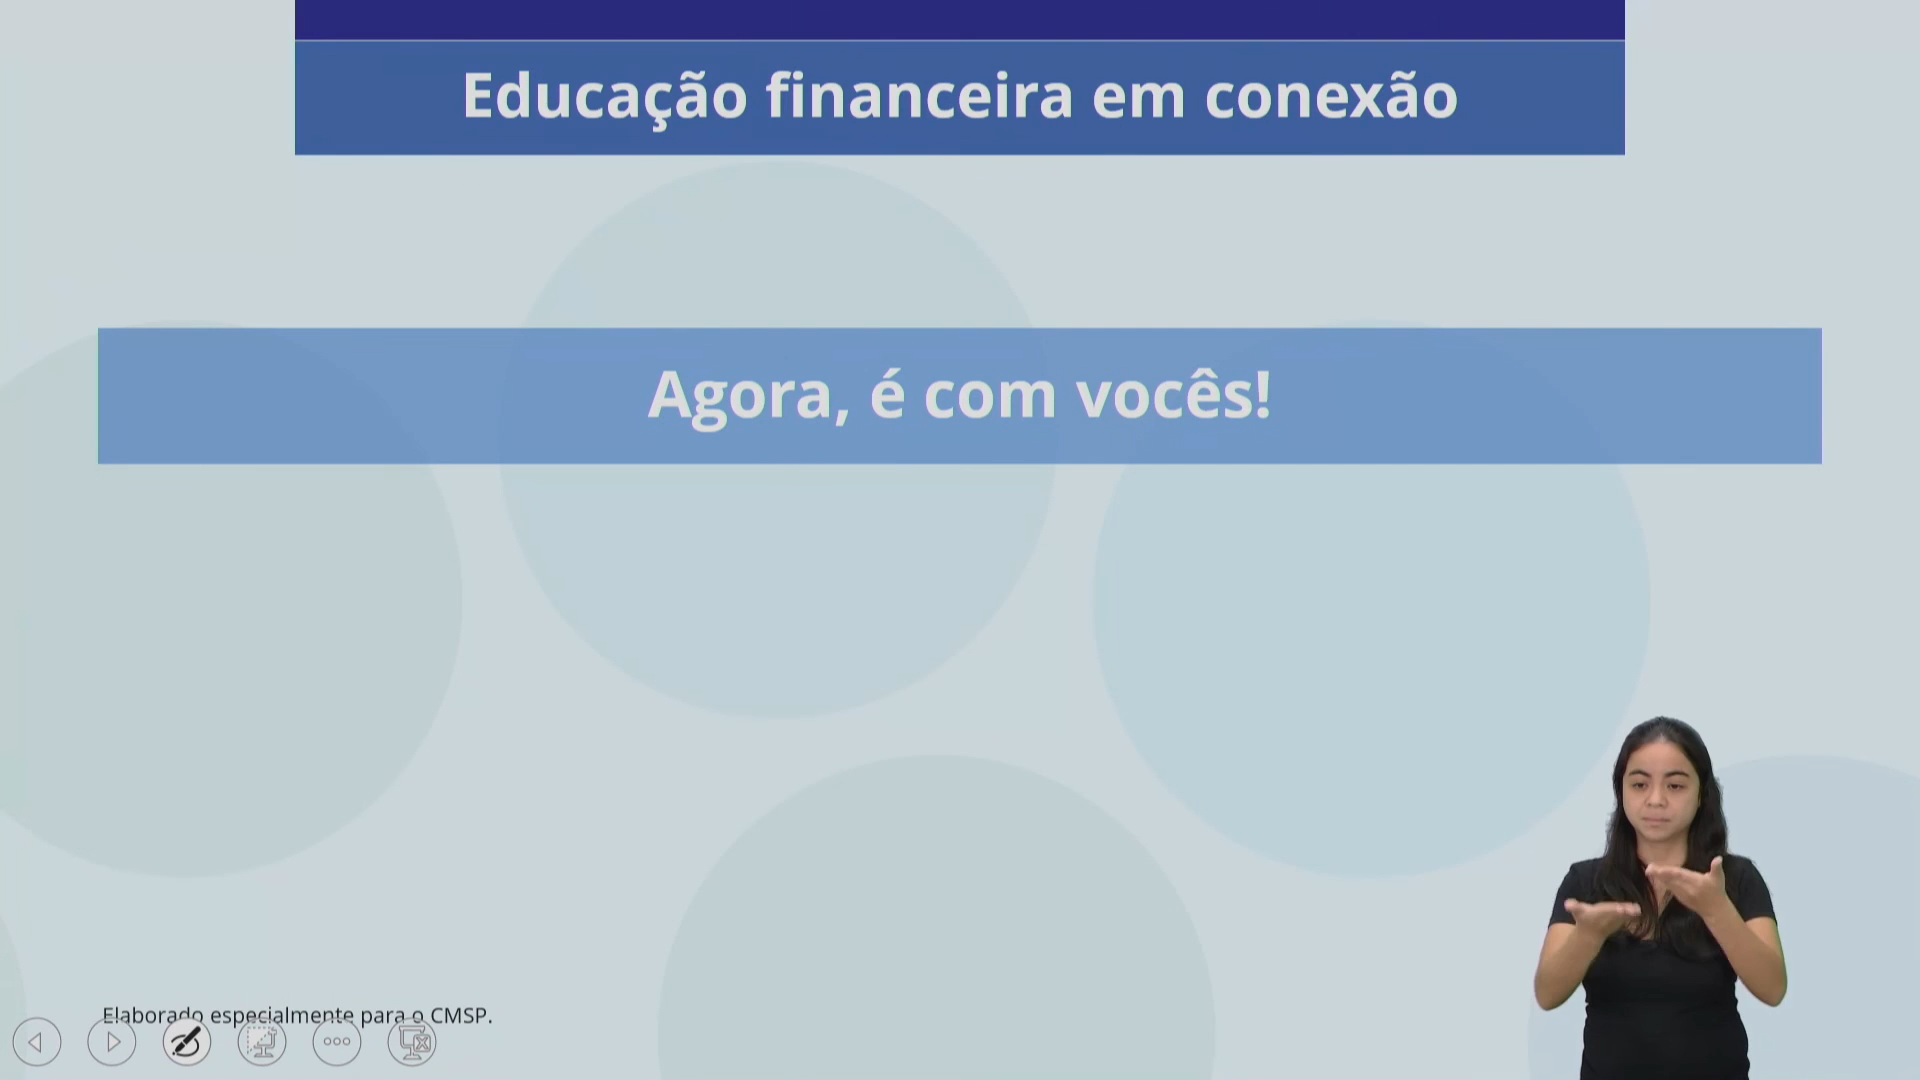 Educação financeira em conexão
Agora, é com vocês!
Elaborado especialmente para o CMSP.